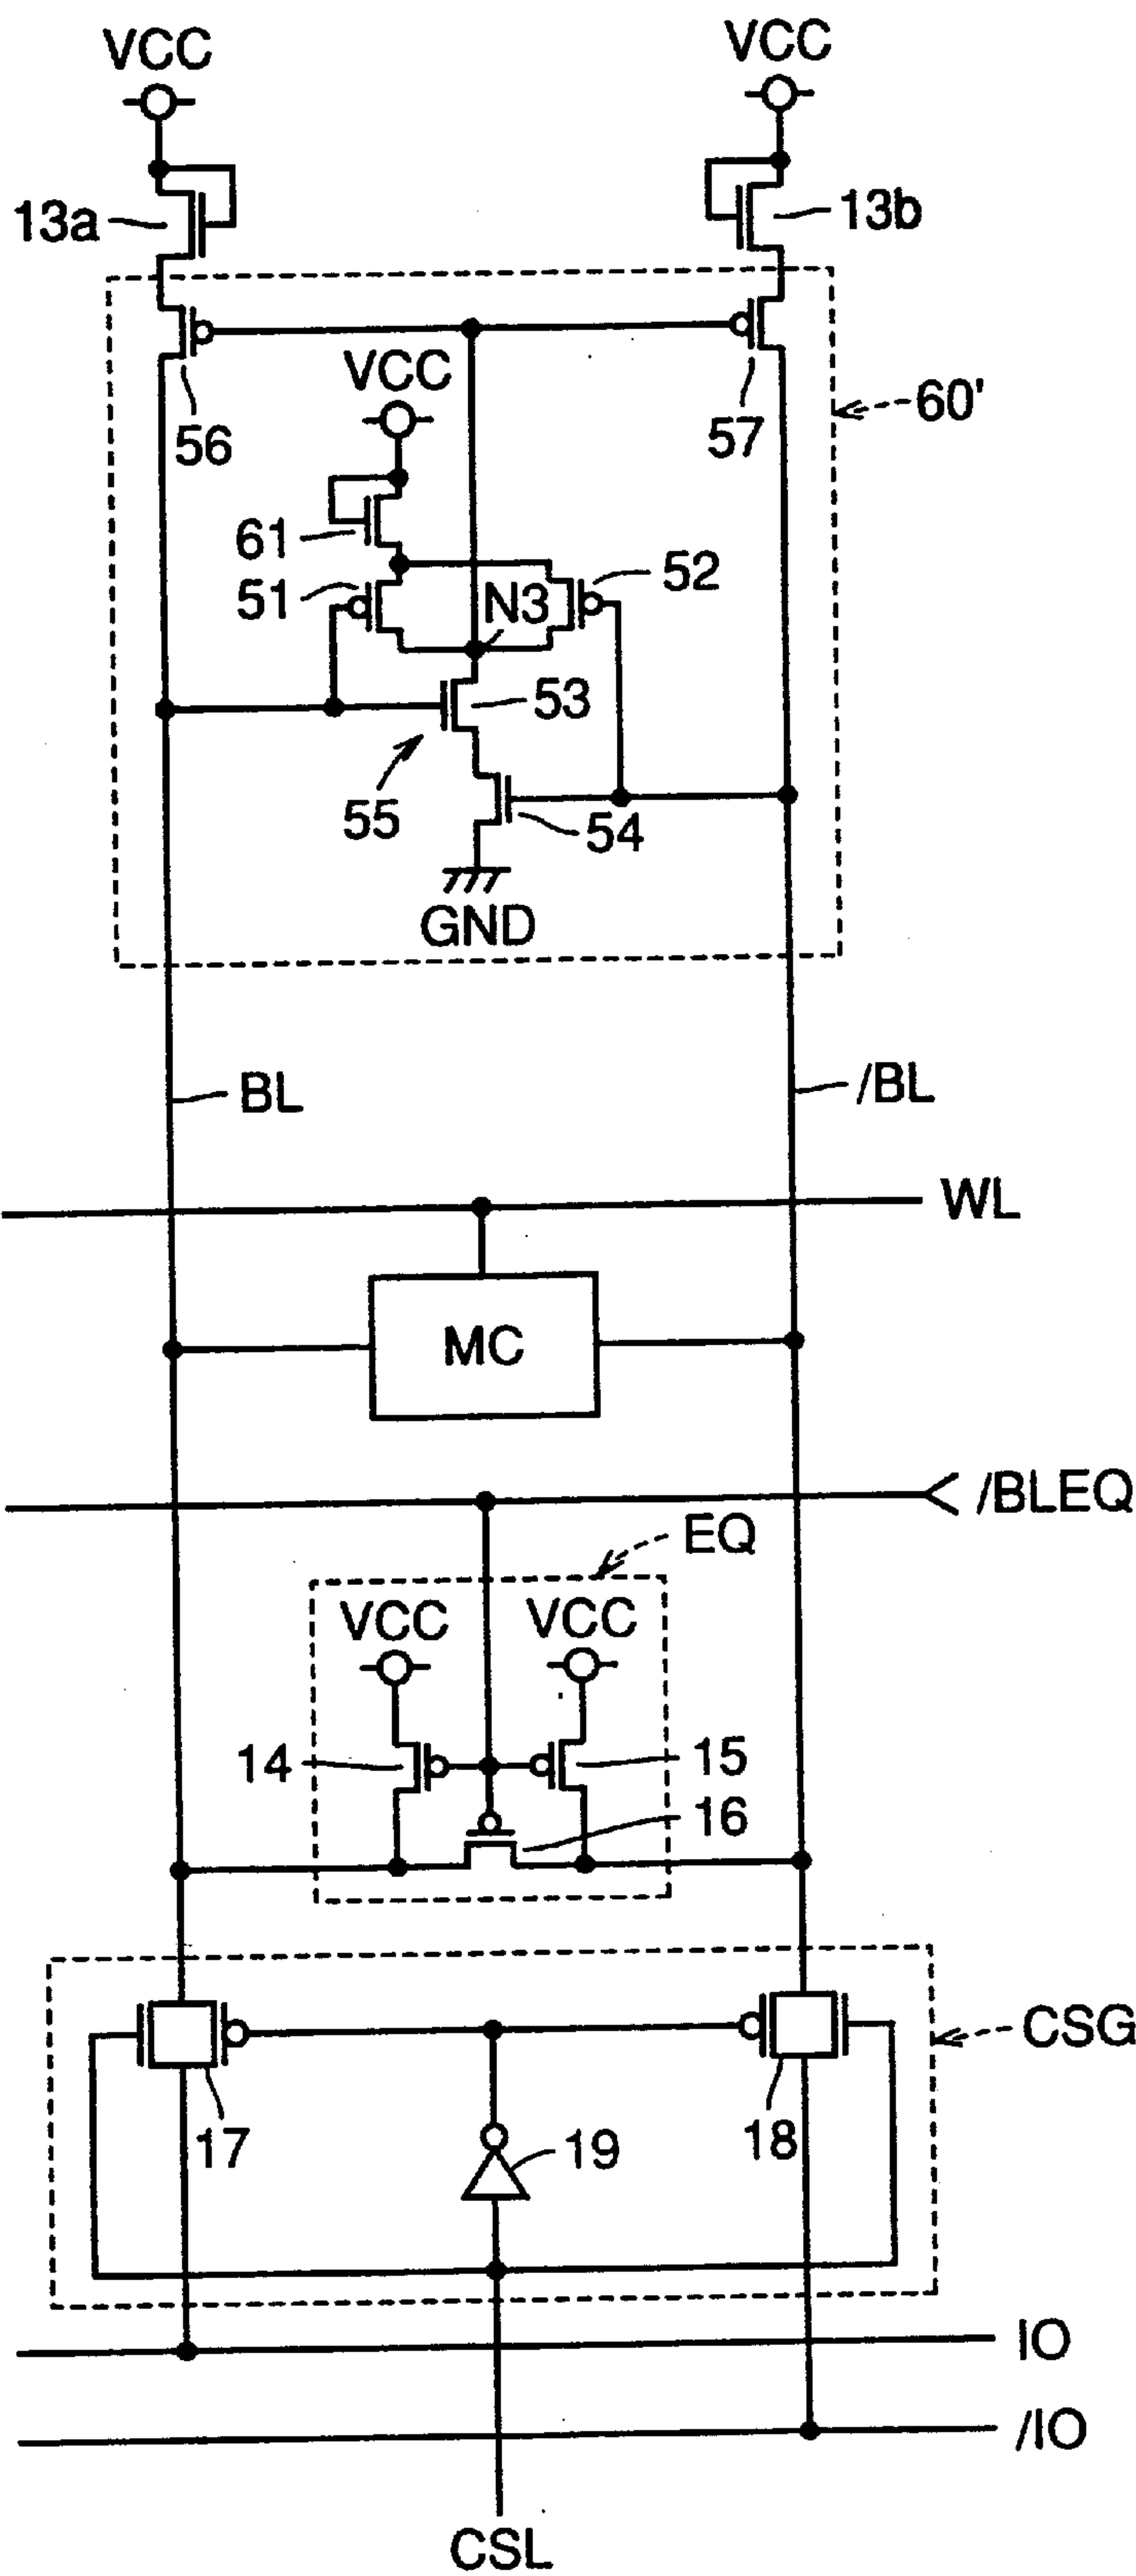 VCC VCC
13a 13b
VCC
56 57 60'
61
51 N3 52
53
55 54
GND
BL /BL
WL
MC
/BLEQ
EQ
VCC VCC
14 15
16
CSG
17 18
19
IO
/IO
CSL